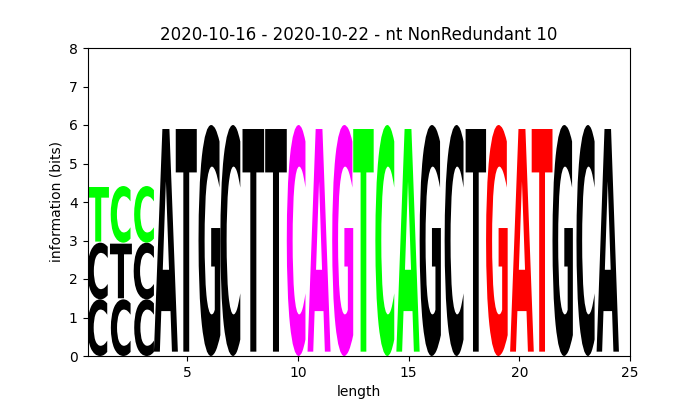 2020-10-16 - 2020-10-22 - nt NonRedundant 10
information (bits)
8
7
6
5
4
3
2
1
0
TCC
CTC
CCC
ATGCTTCAGTCAGCTGATGCA
5 10 15 20 25
length